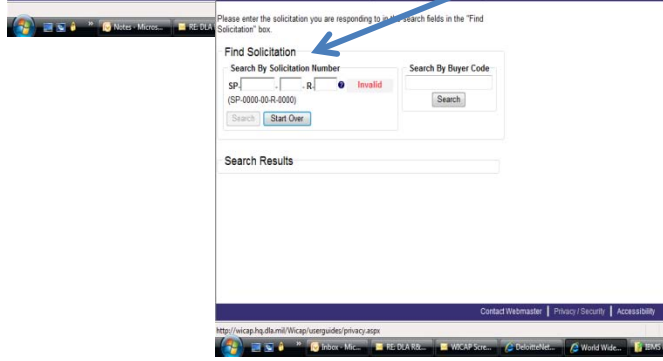 Please enter the solicitation you are responding to in the search fields in the "Find
Solicitation" box.
Find Solicitation
Search By Solicitation Number
Search By Buyer Code
SP- - - R- Invalid
(SP-0000-00-R-0000)
Search
Search Start Over
Search Results
Contact Webmaster | Privacy / Security | Accessibility
http://wicap.hq.dla.mil/Wicap/userguides/privacy.aspx
Notes - Micros... RE: DLA
Inbox - Mic... RE: DLA R&... WICAP Scre... DeloitteNet... World Wide... IBMS